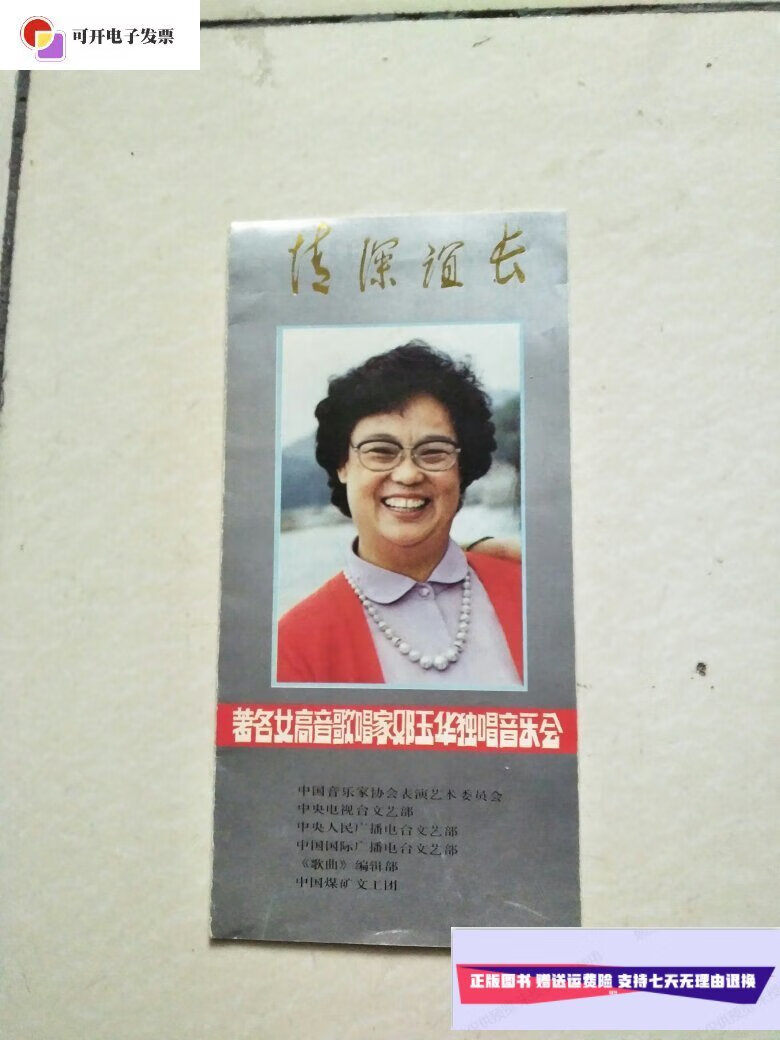 可开电子发票
情深谊长
著名女高音歌唱家邓玉华独唱音乐会
中国音乐家协会表演艺术委员会
中央电视台文艺部
中央人民广播电台文艺部
中国国际广播电台文艺部
《歌曲》编辑部
中国煤矿文工团
正版图书 赠送运费险 支持七天无理由退换